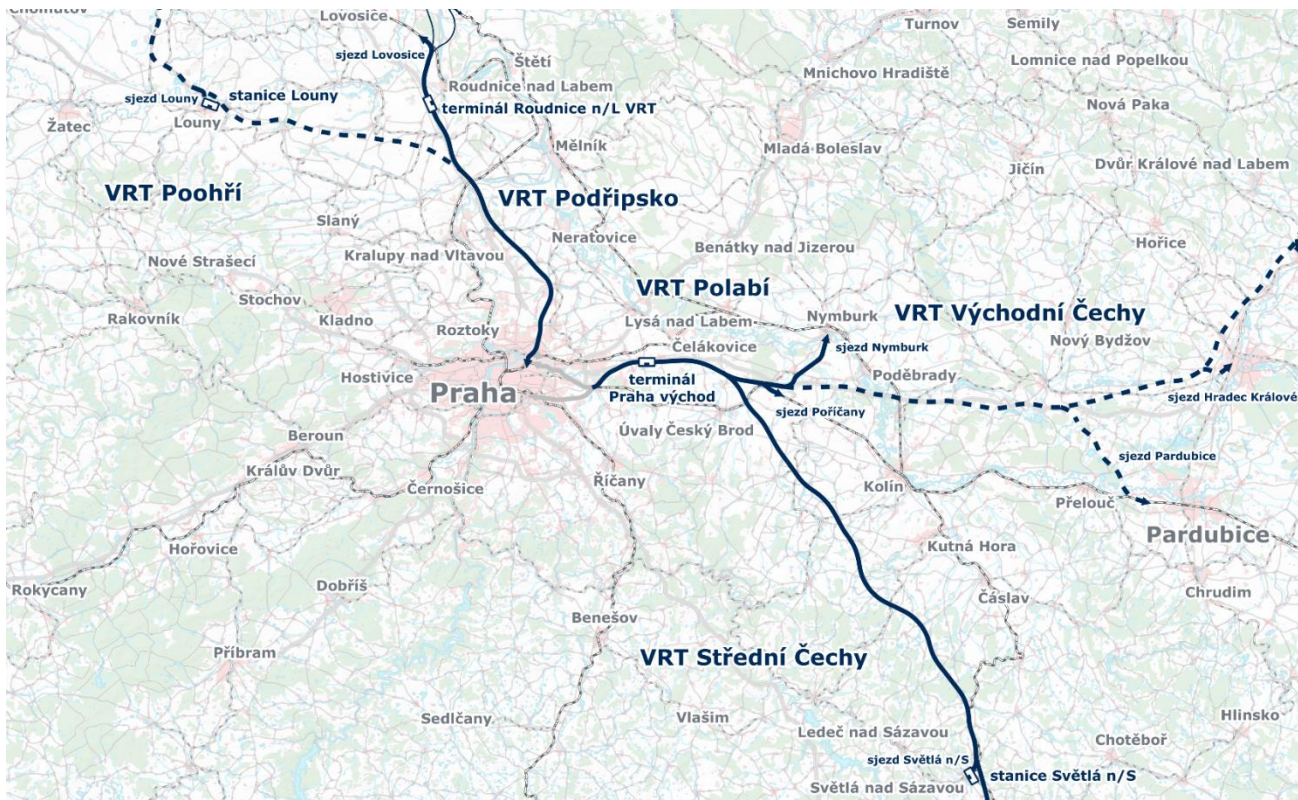 Lovosice
Turnov
Semily
sjezd Lovosice
Štětí
Lomnice nad Popelkou
Mnichovo Hradiště
Roudnice nad Labem
sjezd Louny
stanice Louny
terminál Roudnice n/L VRT
Nová Paka
Žatec
Louny
Mělník
Mladá Boleslav
Jičín
Dvůr Králové nad Labem
VRT Poohří
VRT Podřipsko
Slaný
Neratovice
Benátky nad Jizerou
Hořice
Nové Strašecí
Kralupy nad Vltavou
VRT Polabí
Stochov
Rakovník
Kladno
Roztoky
Lysá nad Labem
Nymburk
VRT Východní Čechy
Nový Bydžov
Čelákovice
sjezd Nymburk
Hostivice
terminál
Praha východ
Poděbrady
sjezd Hradec Králové
Praha
sjezd Poříčany
Úvaly
Český Brod
Beroun
sjezd Pardubice
Králův Dvůr
Černošice
Říčany
Kolín
Přelouč
Pardubice
Hořovice
Kutná Hora
Rokycany
Dobříš
Čáslav
Chrudim
Benešov
Příbram
VRT Střední Čechy
Sedlčany
Vlašim
Ledeč nad Sázavou
Hlinsko
Chotěboř
sjezd Světlá n/S
stanice Světlá n/S
Světlá nad Sázavou